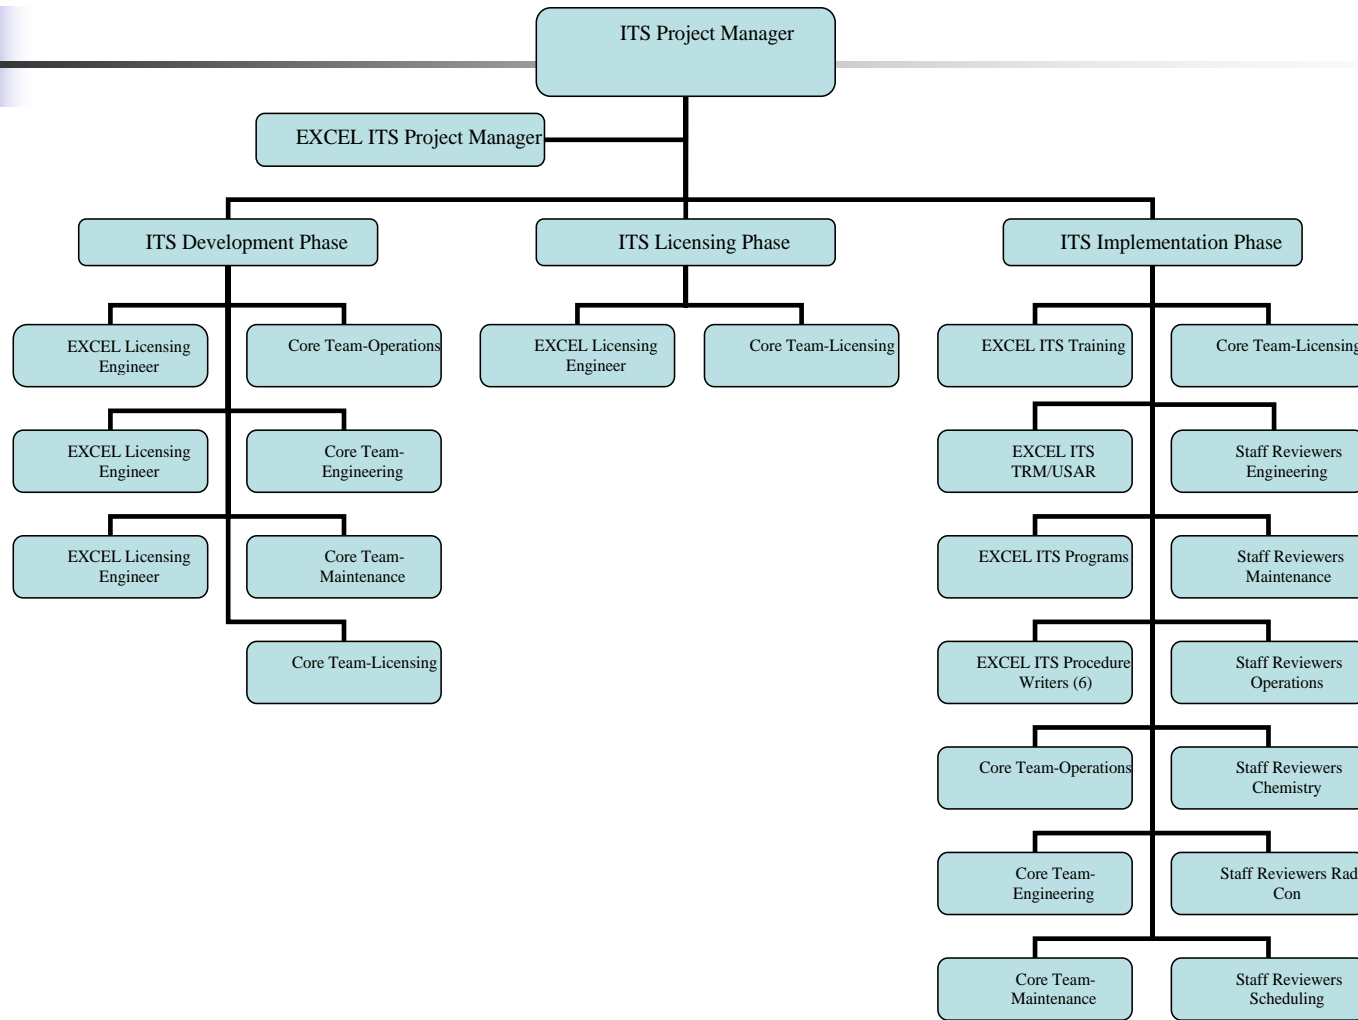 ITS Project Manager
EXCEL ITS Project Manager
ITS Development Phase
ITS Licensing Phase
ITS Implementation Phase
EXCEL Licensing
Engineer
Core Team-Operations
EXCEL Licensing
Engineer
Core Team-
Engineering
EXCEL Licensing
Engineer
Core Team-
Maintenance
Core Team-Licensing
EXCEL Licensing
Engineer
Core Team-Licensing
EXCEL ITS Training
Core Team-Licensing
EXCEL ITS
TRM/USAR
Staff Reviewers
Engineering
EXCEL ITS Programs
Staff Reviewers
Maintenance
EXCEL ITS Procedure
Writers (6)
Staff Reviewers
Operations
Core Team-Operations
Staff Reviewers
Chemistry
Core Team-
Engineering
Staff Reviewers Rad
Con
Core Team-
Maintenance
Staff Reviewers
Scheduling